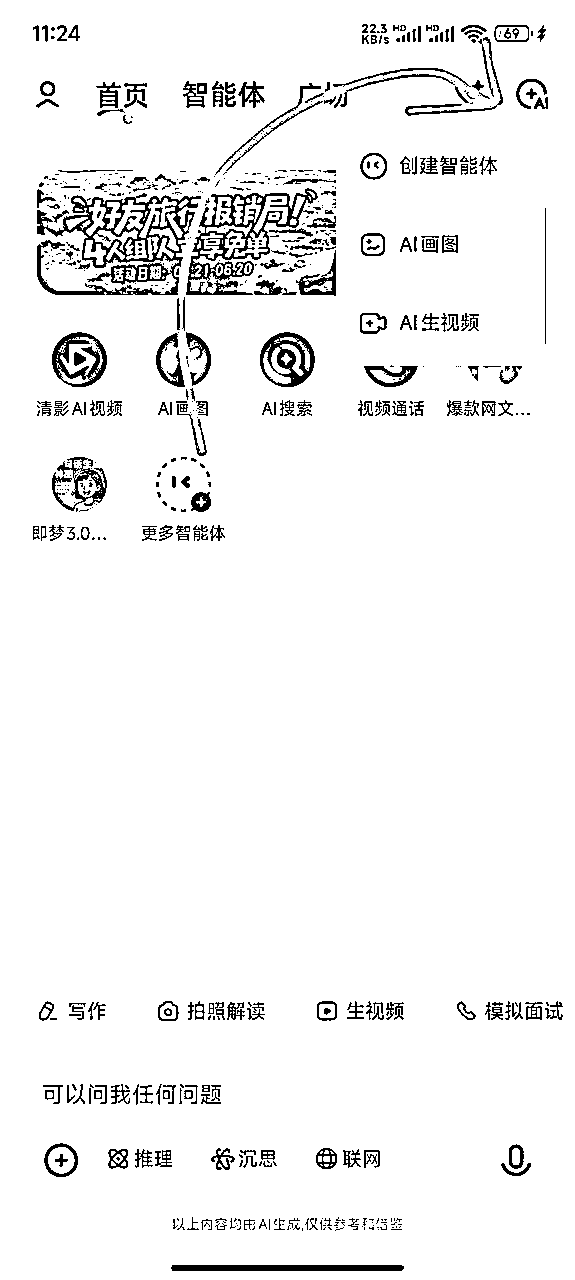 11:24 22.3 KB/s HD HD 69
首页 智能体 广场 AI
创建智能体
好友旅行报销局!
4人组队 享免单
AI画图
活动日期: 21-06.20
AI生视频
清影AI视频 AI画图 AI搜索 视频通话 爆款网文...
即梦3.0... 更多智能体
写作 拍照解读 生视频 模拟面试
可以问我任何问题
推理 沉思 联网
以上内容均由AI生成,仅供参考和借鉴